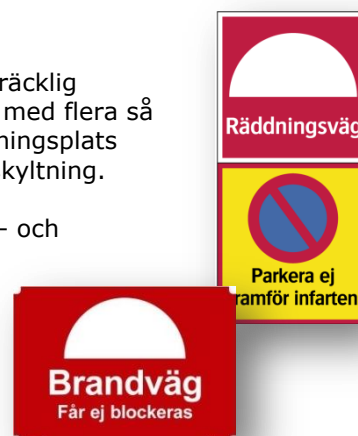 räcklig
med flera så
ningsplats
kyltning.
- och
Räddningsväg
Parkera ej
ramför infarten
Brandväg
Får ej blockeras